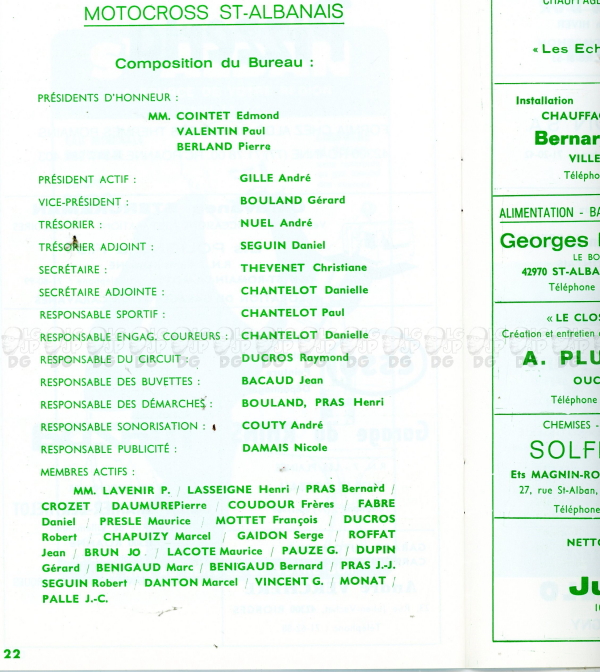 MOTOCROSS ST-ALBANAIS
Composition du Bureau :
PRÉSIDENTS D'HONNEUR :
MM. COINTET Edmond
VALENTIN Paul
BERLAND Pierre
PRÉSIDENT ACTIF : GILLE André
VICE-PRÉSIDENT : BOULAND Gérard
TRÉSORIER : NUEL André
TRÉSORIER ADJOINT : SEGUIN Daniel
SECRÉTAIRE : THEVENET Christiane
SECRÉTAIRE ADJOINTE : CHANTELOT Danielle
RESPONSABLE SPORTIF : CHANTELOT Paul
RESPONSABLE ENGAG. COUREURS : CHANTELOT Danielle
RESPONSABLE DU CIRCUIT : DUCROS Raymond
RESPONSABLE DES BUVETTES : BACAUD Jean
RESPONSABLE DES DÉMARCHES : BOULAND, PRAS Henri
RESPONSABLE SONORISATION : COUTY André
RESPONSABLE PUBLICITÉ : DAMAIS Nicole
MEMBRES ACTIFS :
MM. LAVENIR P. / LASSEIGNE Henri / PRAS Bernard /
CROZET / DAUMUREPierre / COUDOUR Frères / FABRE
Daniel / PRESLE Maurice / MOTTET François / DUCROS
Robert / CHAPUIZY Marcel / GAIDON Serge / ROFFAT
Jean / BRUN JO / LACOTE Maurice / PAUZE G. / DUPIN
Gérard / BENIGAUD Marc / BENIGAUD Bernard / PRAS J.-J.
SEGUIN Robert / DANTON Marcel / VINCENT G. / MONAT /
PALLE J.-C.
22
CHAUFFAGE
« Les Ech
Installation
CHAUFFA
Bernar
VILLE
Télépho
ALIMENTATION - BA
Georges
LE BO
42970 ST-ALBA
Téléphone
« LE CLOS
Création et entretien
A. PLU
OUC
Téléphone
CHEMISES -
SOLF
Ets MAGNIN-RO
27, rue St-Alban,
Téléphone
NETTO
Ju